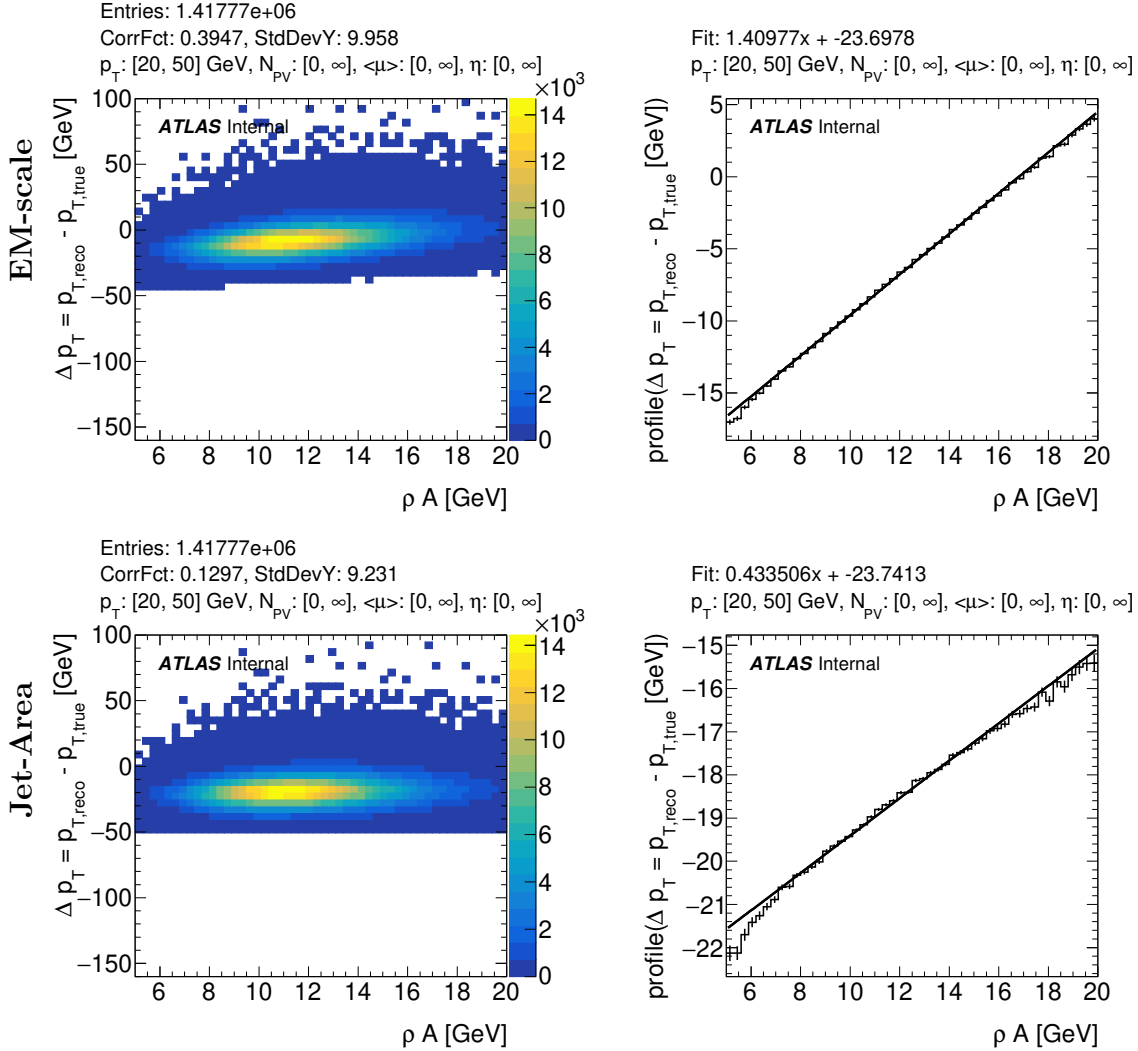 EM-scale
Entries: 1.41777e+06
CorrFct: 0.3947, StdDevY: 9.958
p_T: [20, 50] GeV, N_PV: [0, ∞], <μ>: [0, ∞], η: [0, ∞]
×10³
ATLAS Internal
Δ p_T = p_T,reco - p_T,true [GeV]
100
50
0
−50
−100
−150
6 8 10 12 14 16 18 20
ρ A [GeV]
14
12
10
8
6
4
2
0
Fit: 1.40977x + -23.6978
p_T: [20, 50] GeV, N_PV: [0, ∞], <μ>: [0, ∞], η: [0, ∞]
ATLAS Internal
profile(Δ p_T = p_T,reco - p_T,true [GeV])
5
0
−5
−10
−15
6 8 10 12 14 16 18 20
ρ A [GeV]
Jet-Area
Entries: 1.41777e+06
CorrFct: 0.1297, StdDevY: 9.231
p_T: [20, 50] GeV, N_PV: [0, ∞], <μ>: [0, ∞], η: [0, ∞]
×10³
ATLAS Internal
Δ p_T = p_T,reco - p_T,true [GeV]
100
50
0
−50
−100
−150
6 8 10 12 14 16 18 20
ρ A [GeV]
14
12
10
8
6
4
2
0
Fit: 0.433506x + -23.7413
p_T: [20, 50] GeV, N_PV: [0, ∞], <μ>: [0, ∞], η: [0, ∞]
ATLAS Internal
profile(Δ p_T = p_T,reco - p_T,true [GeV])
−15
−16
−17
−18
−19
−20
−21
−22
6 8 10 12 14 16 18 20
ρ A [GeV]